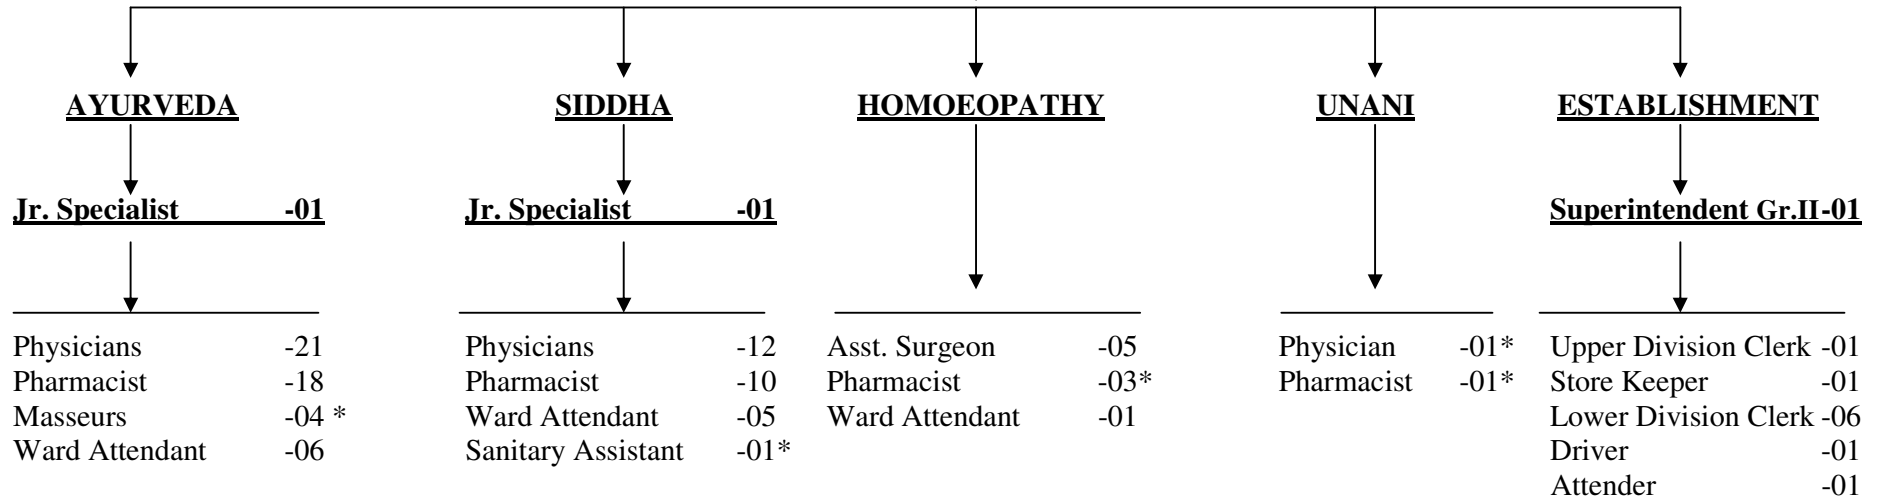 AYURVEDA
Jr. Specialist -01
Physicians -21
Pharmacist -18
Masseurs -04 *
Ward Attendant -06
SIDDHA
Jr. Specialist -01
Physicians -12
Pharmacist -10
Ward Attendant -05
Sanitary Assistant -01*
HOMOEOPATHY
Asst. Surgeon -05
Pharmacist -03*
Ward Attendant -01
UNANI
Physician -01*
Pharmacist -01*
ESTABLISHMENT
Superintendent Gr.II-01
Upper Division Clerk -01
Store Keeper -01
Lower Division Clerk -06
Driver -01
Attender -01